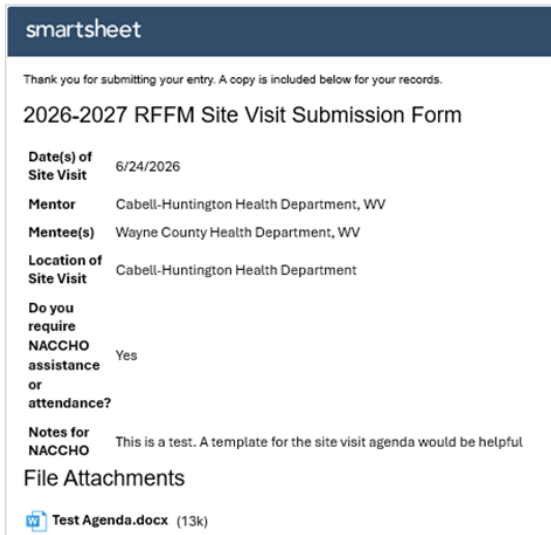 smartsheet
Thank you for submitting your entry. A copy is included below for your records.
2026-2027 RFFM Site Visit Submission Form
Date(s) of
Site Visit
6/24/2026
Mentor
Cabell-Huntington Health Department, WV
Mentee(s)
Wayne County Health Department, WV
Location of
Site Visit
Cabell-Huntington Health Department
Do you
require
NACCHO
assistance
or
attendance?
Yes
Notes for
NACCHO
This is a test. A template for the site visit agenda would be helpful
File Attachments
Test Agenda.docx (13k)